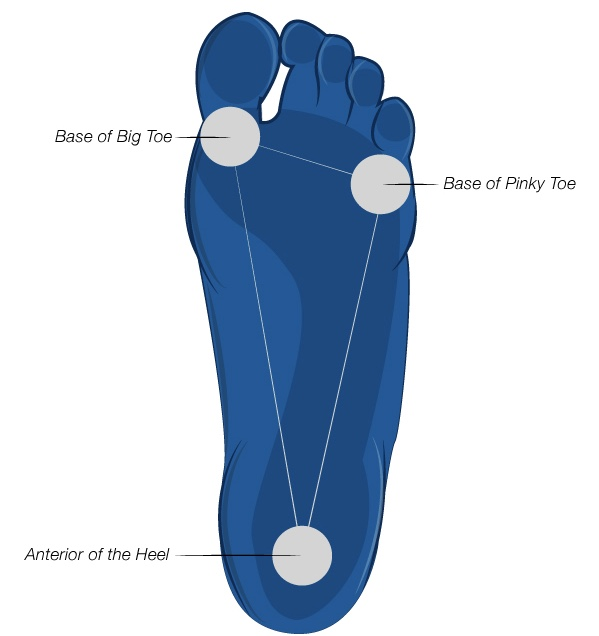 Base of Big Toe
Base of Pinky Toe
Anterior of the Heel